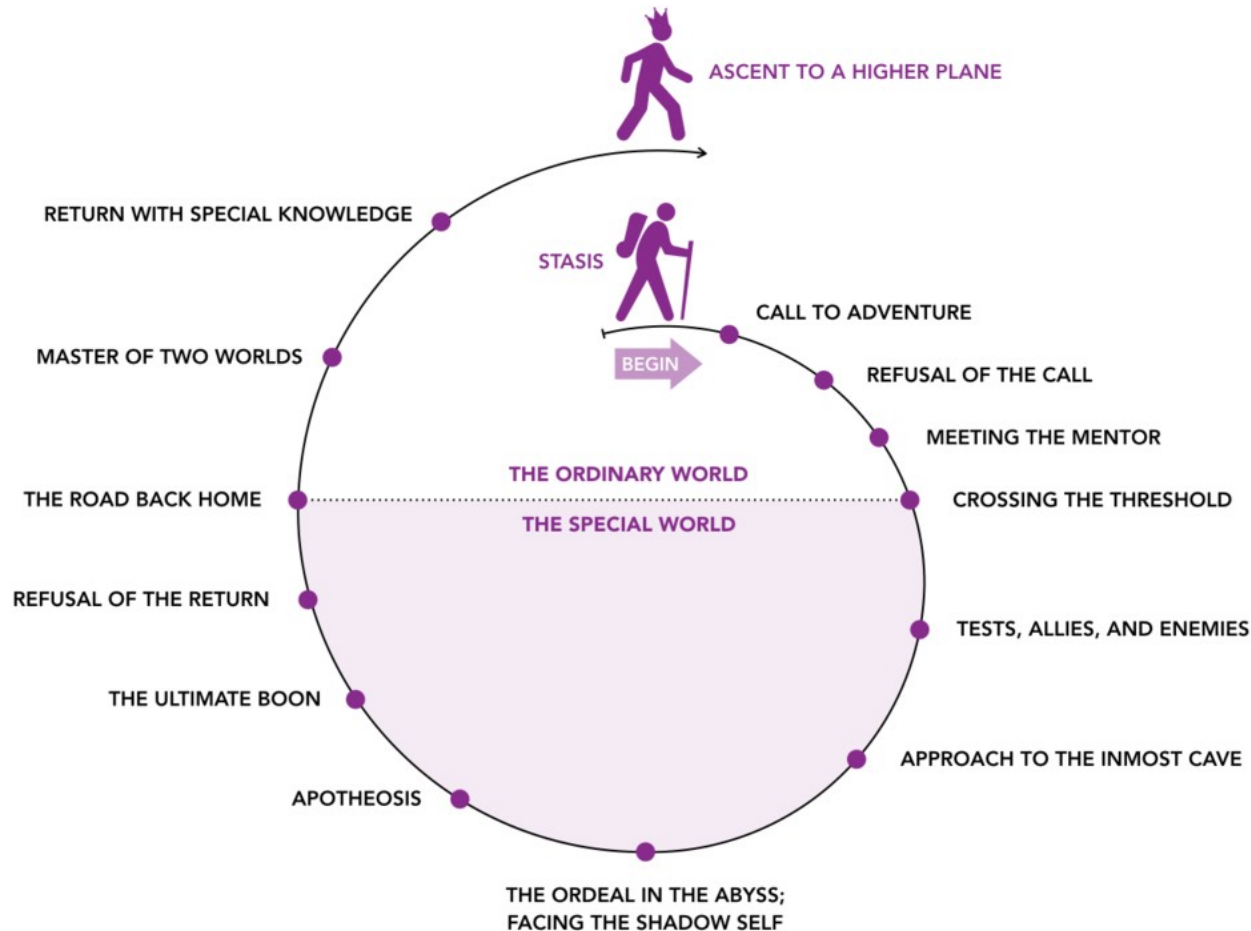 ASCENT TO A HIGHER PLANE
STASIS
BEGIN
CALL TO ADVENTURE
REFUSAL OF THE CALL
MEETING THE MENTOR
THE ORDINARY WORLD
CROSSING THE THRESHOLD
THE SPECIAL WORLD
TESTS, ALLIES, AND ENEMIES
APPROACH TO THE INMOST CAVE
THE ORDEAL IN THE ABYSS;
FACING THE SHADOW SELF
APOTHEOSIS
THE ULTIMATE BOON
REFUSAL OF THE RETURN
THE ROAD BACK HOME
MASTER OF TWO WORLDS
RETURN WITH SPECIAL KNOWLEDGE